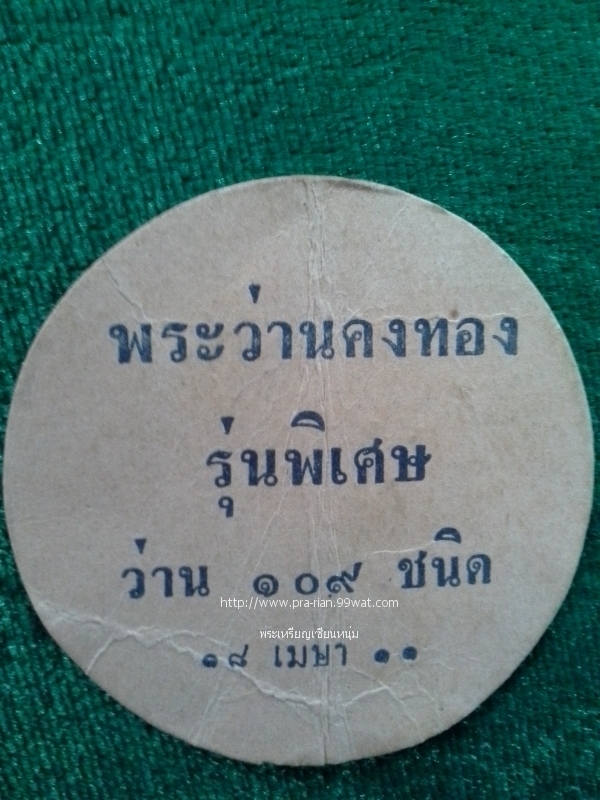 พระว่านคงทอง
รุ่นพิเศษ
ว่าน ๑๐๙ ชนิด
http://www.pra-rian.99wat.com
พระเหรียญเซียนหนุ่ม
๑๘ เมษา ๑๑